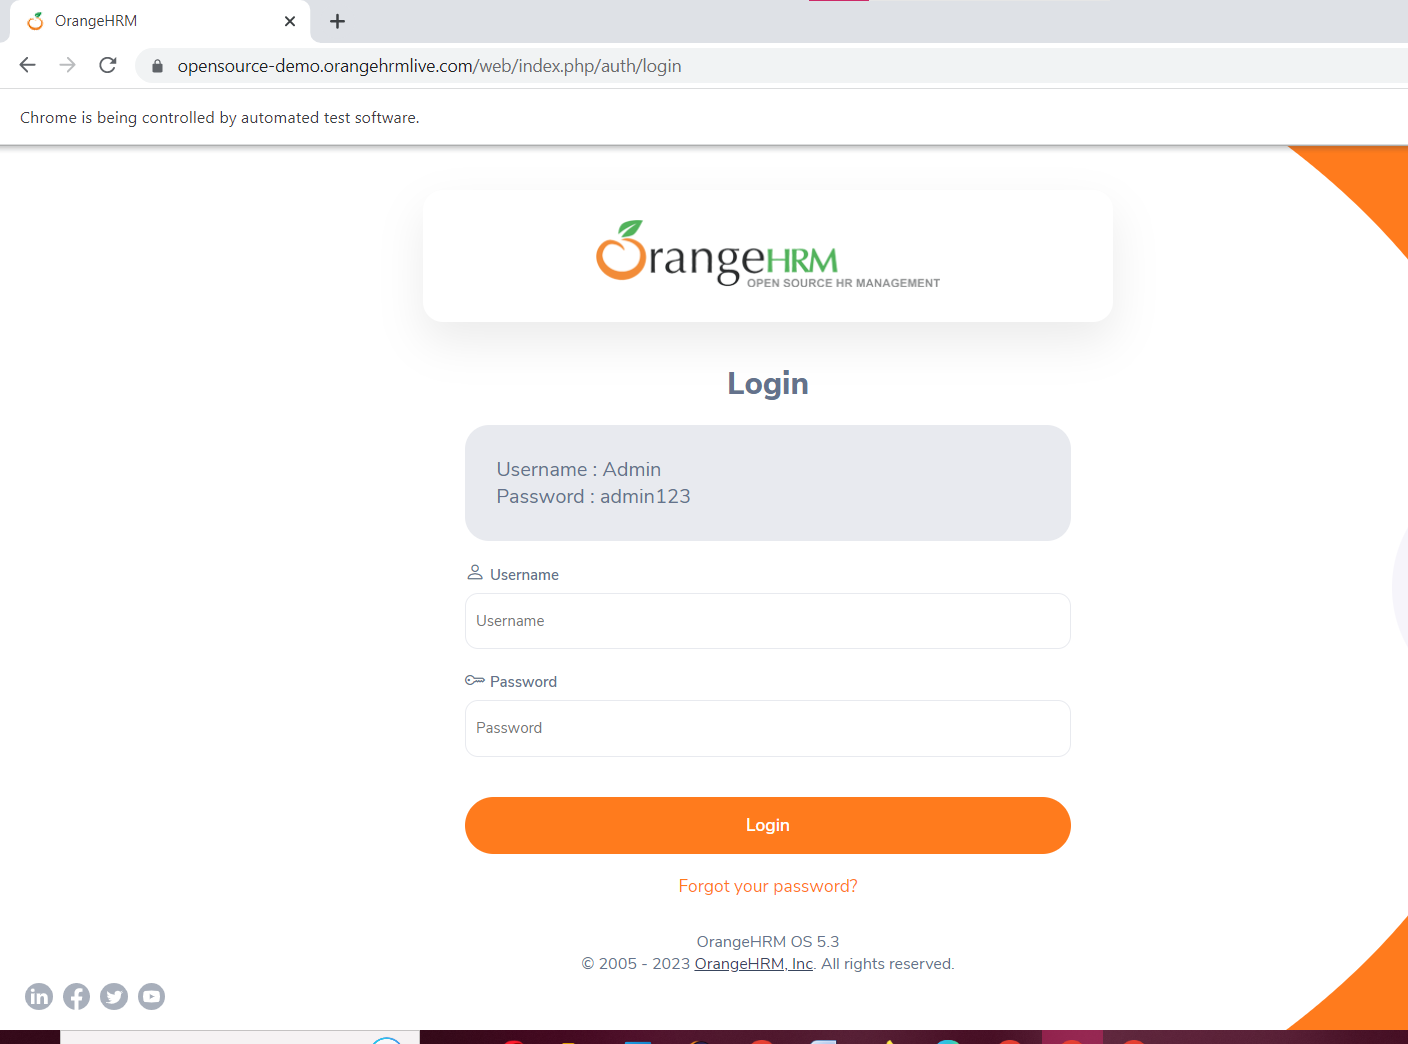 OrangeHRM
opensource-demo.orangehrmlive.com/web/index.php/auth/login
Chrome is being controlled by automated test software.
OrangeHRM
OPEN SOURCE HR MANAGEMENT
Login
Username : Admin
Password : admin123
Username
Username
Password
Password
Login
Forgot your password?
OrangeHRM OS 5.3
© 2005 - 2023 OrangeHRM, Inc. All rights reserved.